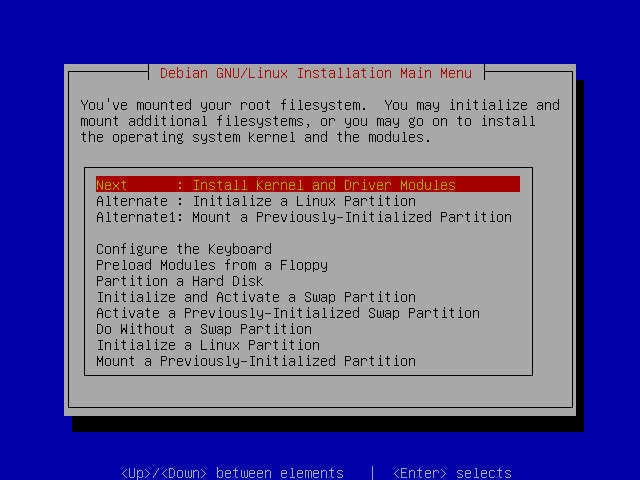 Debian GNU/Linux Installation Main Menu
You've mounted your root filesystem.  You may initialize and
mount additional filesystems, or you may go on to install
the operating system kernel and the modules.
Next      : Install Kernel and Driver Modules
Alternate : Initialize a Linux Partition
Alternate1: Mount a Previously-Initialized Partition
Configure the Keyboard
Preload Modules from a Floppy
Partition a Hard Disk
Initialize and Activate a Swap Partition
Activate a Previously-Initialized Swap Partition
Do Without a Swap Partition
Initialize a Linux Partition
Mount a Previously-Initialized Partition
<Up>/<Down> between elements   |  <Enter> selects